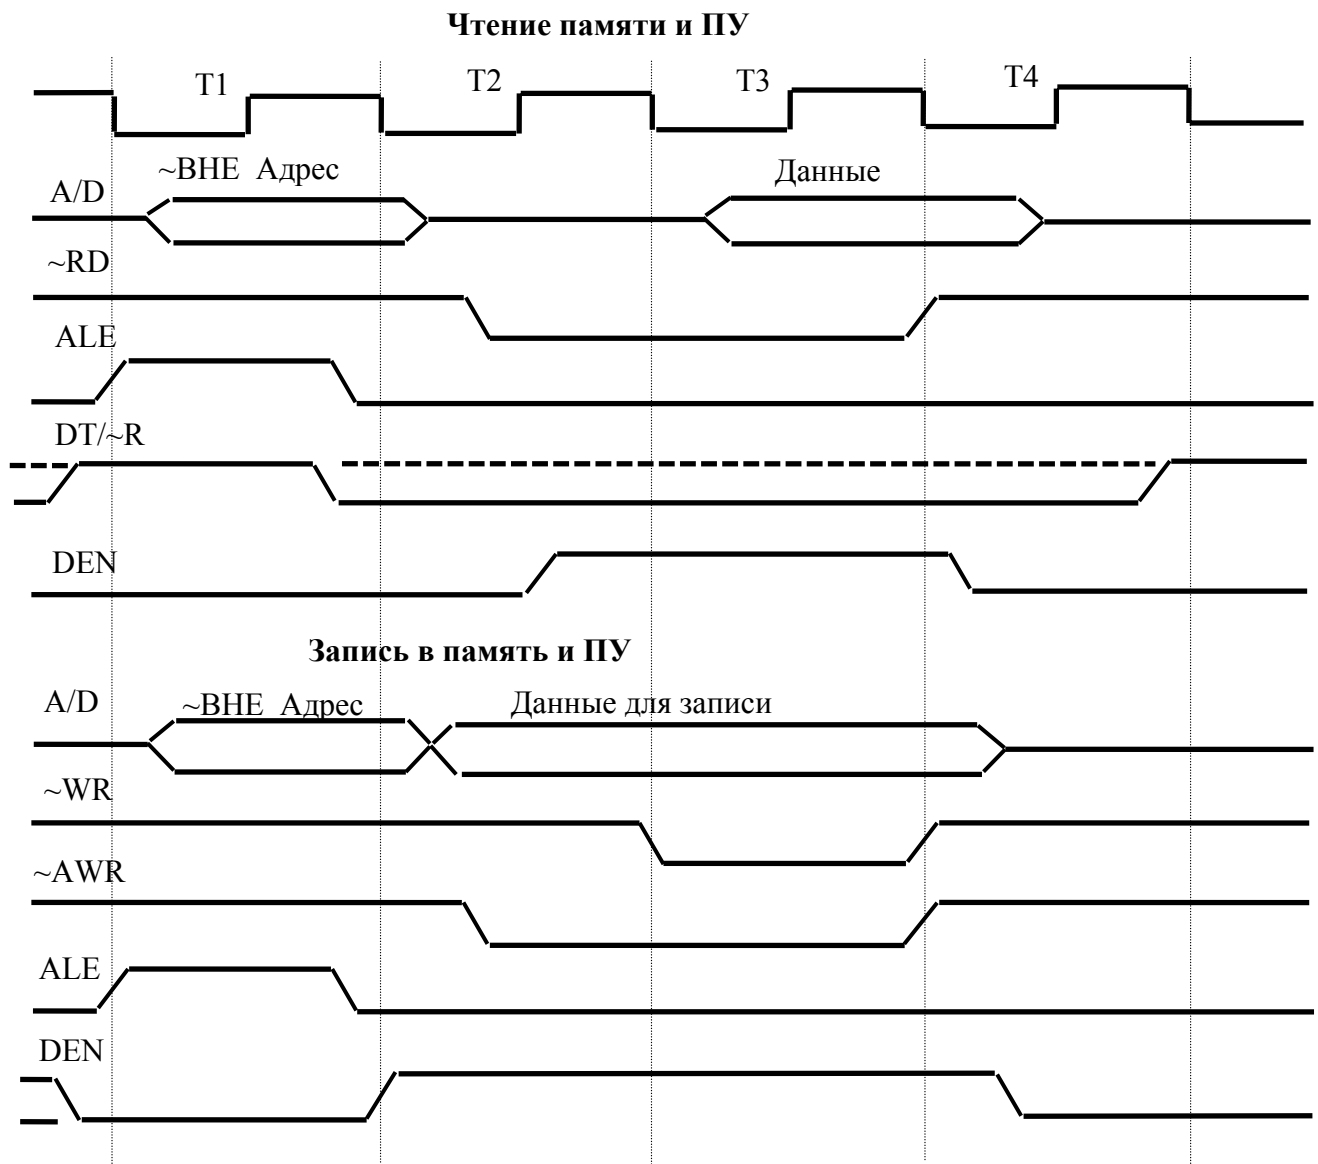 Чтение памяти и ПУ
T1 T2 T3 T4
~BHE Адрес Данные
A/D
~RD
ALE
DT/~R
DEN
Запись в память и ПУ
A/D ~BHE Адрес Данные для записи
~WR
~AWR
ALE
DEN